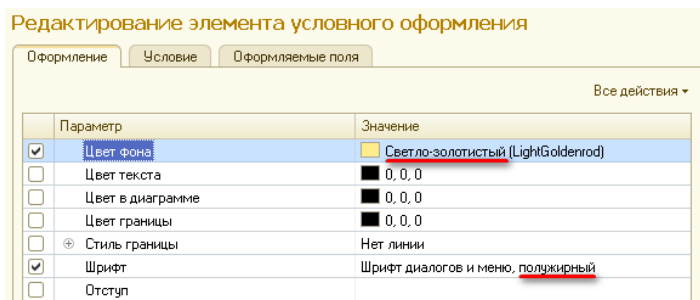 Редактирование элемента условного оформления
Оформление Условие Оформляемые поля
Все действия
Параметр Значение
Цвет фона Светло-золотистый (LightGoldenrod)
Цвет текста 0, 0, 0
Цвет в диаграмме 0, 0, 0
Цвет границы 0, 0, 0
Стиль границы Нет линии
Шрифт Шрифт диалогов и меню, полужирный
Отступ